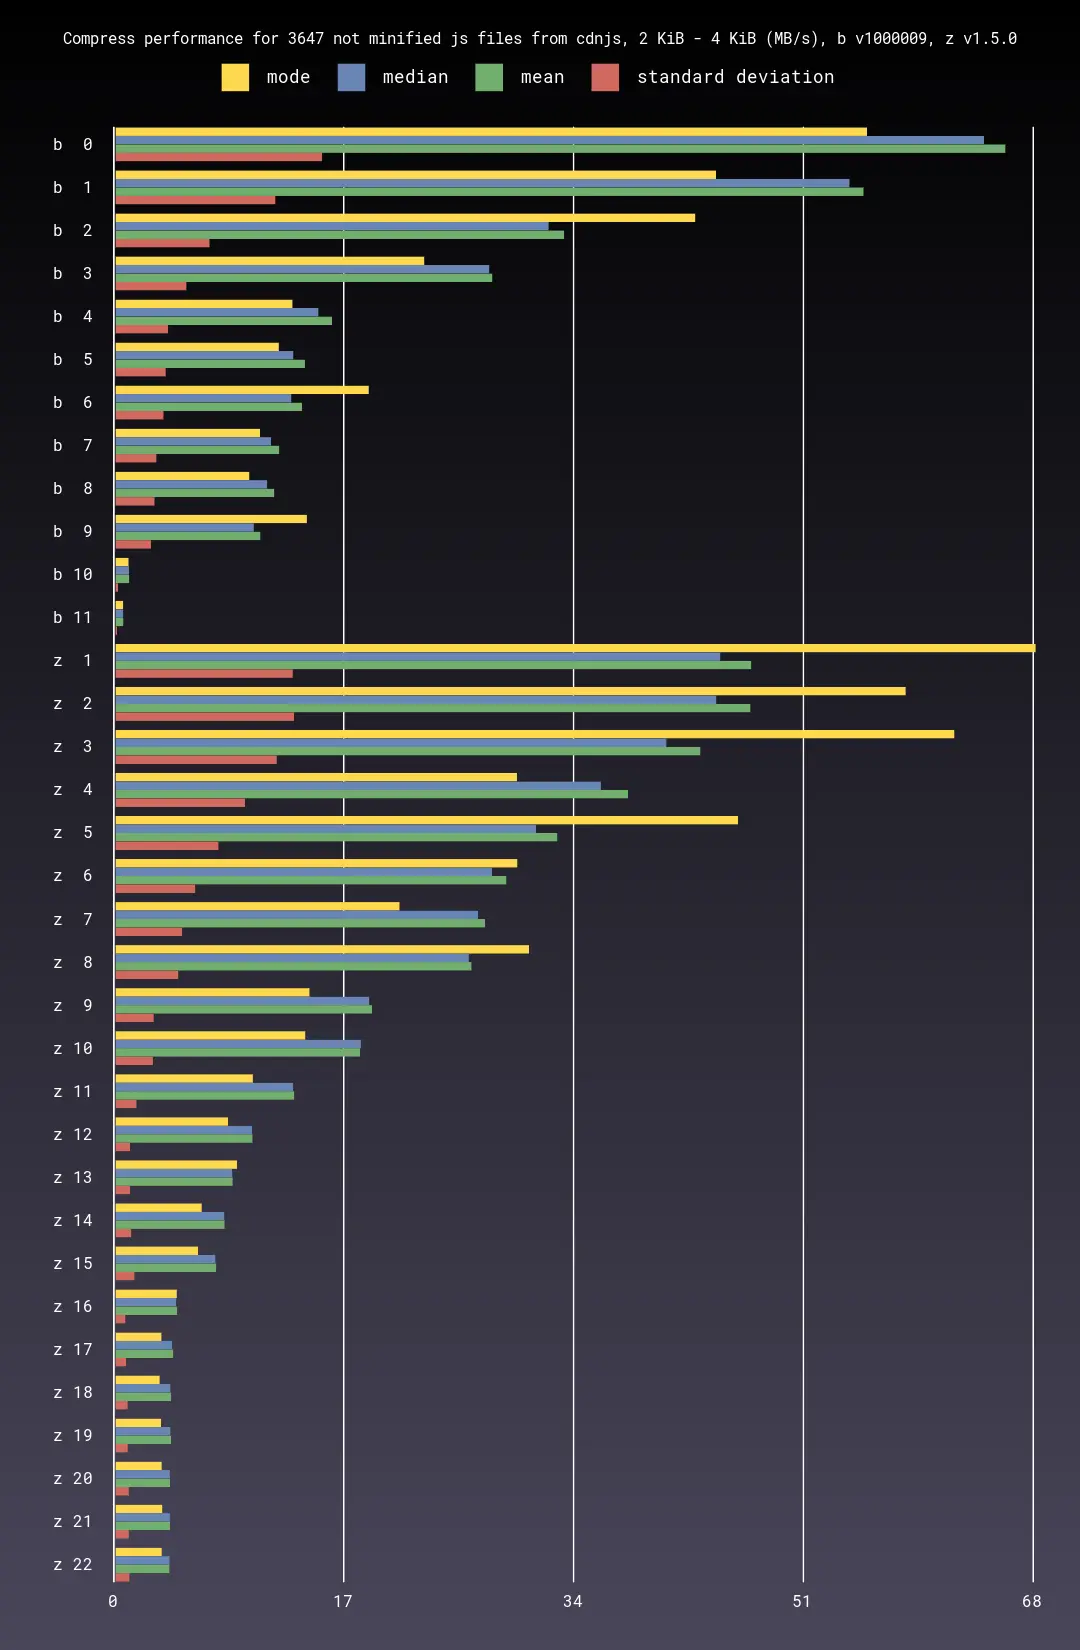 Compress performance for 3647 not minified js files from cdnjs, 2 KiB - 4 KiB (MB/s), b v1000009, z v1.5.0
mode median mean standard deviation
b 0
b 1
b 2
b 3
b 4
b 5
b 6
b 7
b 8
b 9
b 10
b 11
z 1
z 2
z 3
z 4
z 5
z 6
z 7
z 8
z 9
z 10
z 11
z 12
z 13
z 14
z 15
z 16
z 17
z 18
z 19
z 20
z 21
z 22
0 17 34 51 68